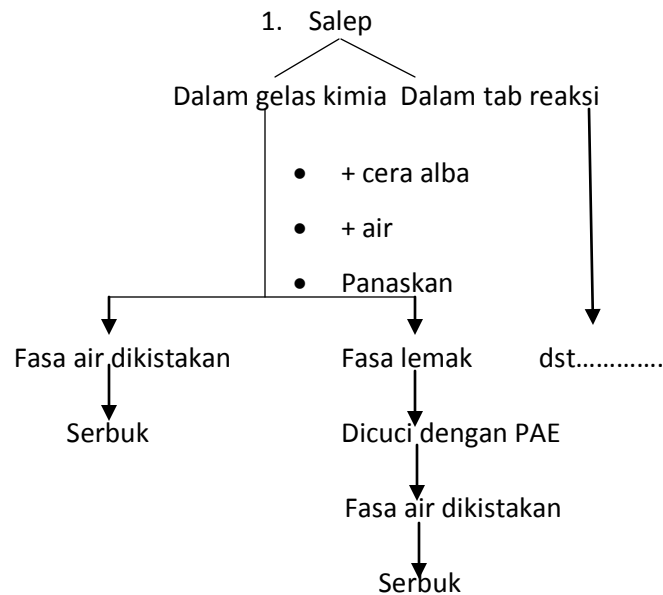 1. Salep
Dalam gelas kimia Dalam tab reaksi
• + cera alba
• + air
• Panaskan
Fasa air dikistakan Fasa lemak dst.............
Serbuk Dicuci dengan PAE
Fasa air dikistakan
Serbuk